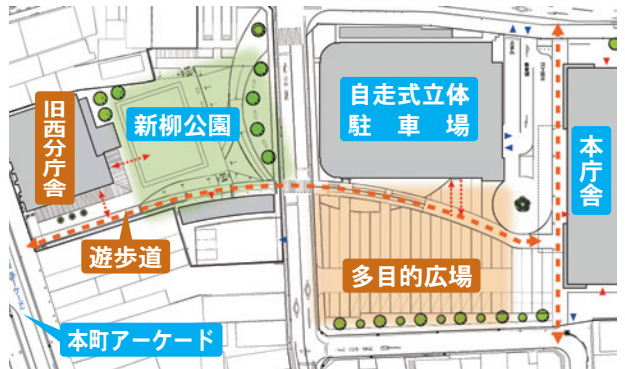 旧西分庁舎
新柳公園
自走式立体
駐車場
本庁舎
遊歩道
多目的広場
本町アーケード